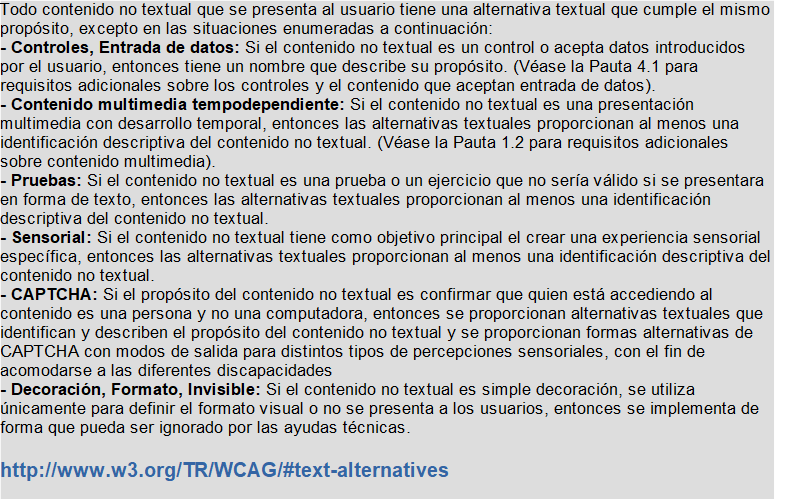 Todo contenido no textual que se presenta al usuario tiene una alternativa textual que cumple el mismo
propósito, excepto en las situaciones enumeradas a continuación:
- Controles, Entrada de datos: Si el contenido no textual es un control o acepta datos introducidos
por el usuario, entonces tiene un nombre que describe su propósito. (Véase la Pauta 4.1 para
requisitos adicionales sobre los controles y el contenido que aceptan entrada de datos).
- Contenido multimedia tempodependiente: Si el contenido no textual es una presentación
multimedia con desarrollo temporal, entonces las alternativas textuales proporcionan al menos una
identificación descriptiva del contenido no textual. (Véase la Pauta 1.2 para requisitos adicionales
sobre contenido multimedia).
- Pruebas: Si el contenido no textual es una prueba o un ejercicio que no sería válido si se presentara
en forma de texto, entonces las alternativas textuales proporcionan al menos una identificación
descriptiva del contenido no textual.
- Sensorial: Si el contenido no textual tiene como objetivo principal el crear una experiencia sensorial
específica, entonces las alternativas textuales proporcionan al menos una identificación descriptiva del
contenido no textual.
- CAPTCHA: Si el propósito del contenido no textual es confirmar que quien está accediendo al
contenido es una persona y no una computadora, entonces se proporcionan alternativas textuales que
identifican y describen el propósito del contenido no textual y se proporcionan formas alternativas de
CAPTCHA con modos de salida para distintos tipos de percepciones sensoriales, con el fin de
acomodarse a las diferentes discapacidades
- Decoración, Formato, Invisible: Si el contenido no textual es simple decoración, se utiliza
únicamente para definir el formato visual o no se presenta a los usuarios, entonces se implementa de
forma que pueda ser ignorado por las ayudas técnicas.
http://www.w3.org/TR/WCAG/#text-alternatives